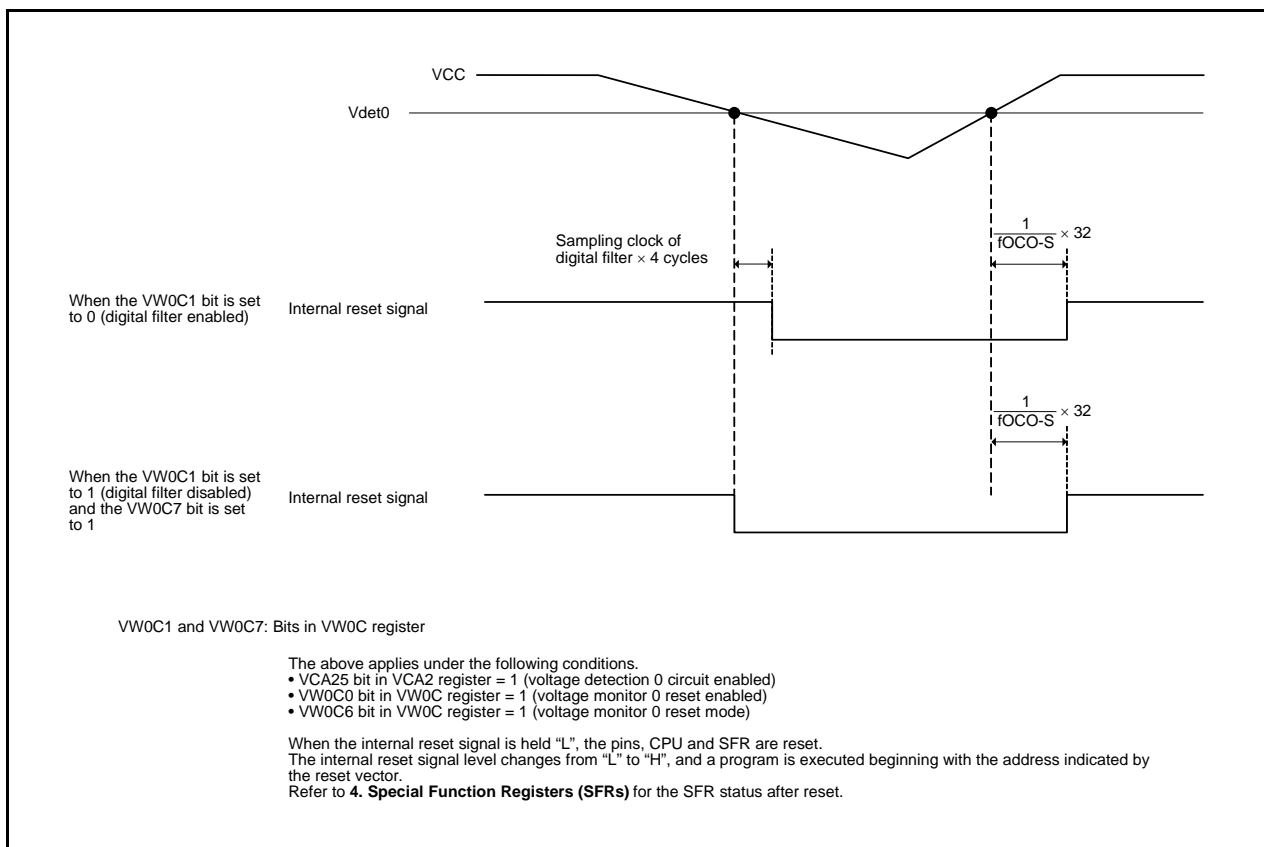 VCC
Vdet0
Sampling clock of
digital filter × 4 cycles
1
fOCO-S
× 32
When the VW0C1 bit is set
to 0 (digital filter enabled)
Internal reset signal
1
fOCO-S
× 32
When the VW0C1 bit is set
to 1 (digital filter disabled)
and the VW0C7 bit is set
to 1
Internal reset signal
VW0C1 and VW0C7: Bits in VW0C register
The above applies under the following conditions.
• VCA25 bit in VCA2 register = 1 (voltage detection 0 circuit enabled)
• VW0C0 bit in VW0C register = 1 (voltage monitor 0 reset enabled)
• VW0C6 bit in VW0C register = 1 (voltage monitor 0 reset mode)
When the internal reset signal is held “L”, the pins, CPU and SFR are reset.
The internal reset signal level changes from “L” to “H”, and a program is executed beginning with the address indicated by
the reset vector.
Refer to 4. Special Function Registers (SFRs) for the SFR status after reset.